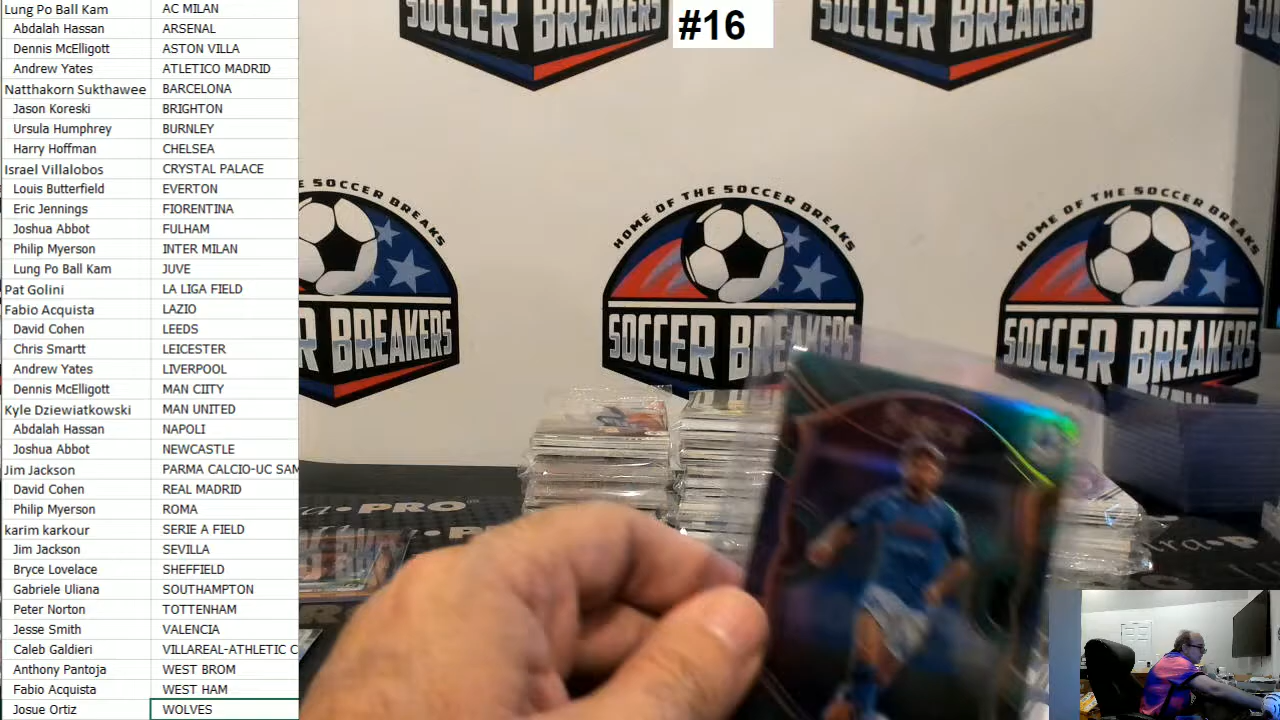 Lung Po Ball Kam AC MILAN
Abdalah Hassan ARSENAL
Dennis McElligott ASTON VILLA
Andrew Yates ATLETICO MADRID
Natthakorn Sukthawee BARCELONA
Jason Koreski BRIGHTON
Ursula Humphrey BURNLEY
Harry Hoffman CHELSEA
Israel Villalobos CRYSTAL PALACE
Louis Butterfield EVERTON
Eric Jennings FIORENTINA
Joshua Abbot FULHAM
Philip Myerson INTER MILAN
Lung Po Ball Kam JUVE
Pat Golini LA LIGA FIELD
Fabio Acquista LAZIO
David Cohen LEEDS
Chris Smartt LEICESTER
Andrew Yates LIVERPOOL
Dennis McElligott MAN CIITY
Kyle Dziewiatkowski MAN UNITED
Abdalah Hassan NAPOLI
Joshua Abbot NEWCASTLE
Jim Jackson PARMA CALCIO-UC SAM
David Cohen REAL MADRID
Philip Myerson ROMA
karim karkour SERIE A FIELD
Jim Jackson SEVILLA
Bryce Lovelace SHEFFIELD
Gabriele Uliana SOUTHAMPTON
Peter Norton TOTTENHAM
Jesse Smith VALENCIA
Caleb Galdieri VILLAREAL-ATHLETIC C
Anthony Pantoja WEST BROM
Fabio Acquista WEST HAM
Josue Ortiz WOLVES
#16
SOCCER BREAKERS
SOCCER BREAKERS
E SOCCER BREAKS
R BREAKERS
HOME OF THE SOCCER BREAKS
SOCCER BREAKERS
HOME OF THE SOCCER BREAKS
SOCCER BREAKERS
PRO